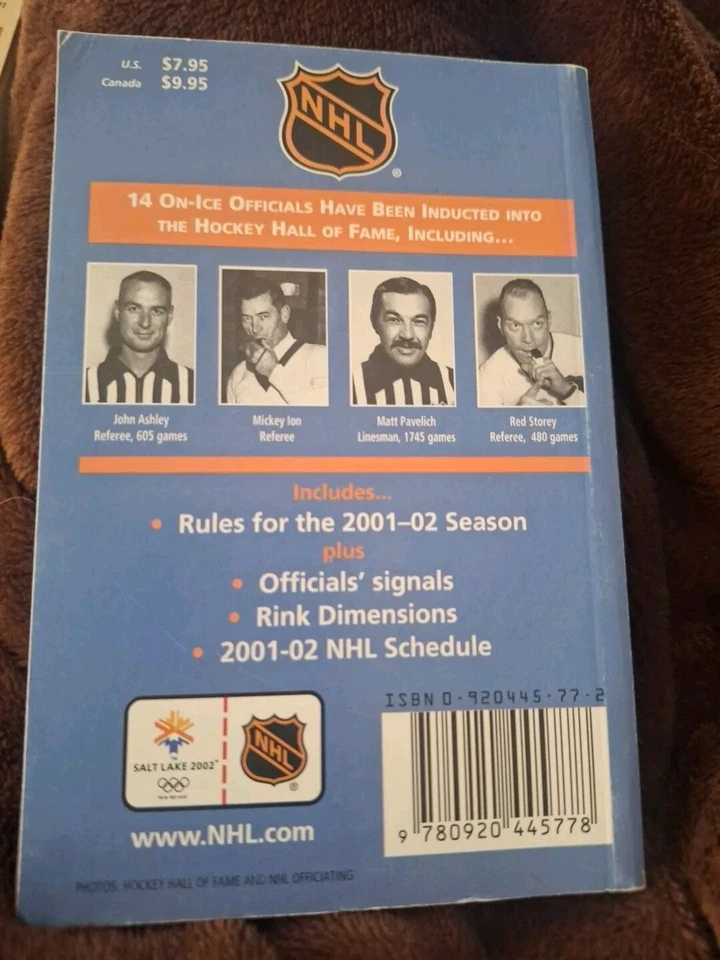 U.S. $7.95
Canada $9.95
NHL
®
14 On-Ice Officials Have Been Inducted into
the Hockey Hall of Fame, Including...
John Ashley
Referee, 605 games
Mickey Ion
Referee
Matt Pavelich
Linesman, 1745 games
Red Storey
Referee, 480 games
Includes...
• Rules for the 2001–02 Season
plus
• Officials' signals
• Rink Dimensions
• 2001-02 NHL Schedule
ISBN 0-920445-77-2
SALT LAKE 2002™
NHL
®
9 780920 445778
www.NHL.com
PHOTOS: HOCKEY HALL OF FAME AND NHL OFFICIATING